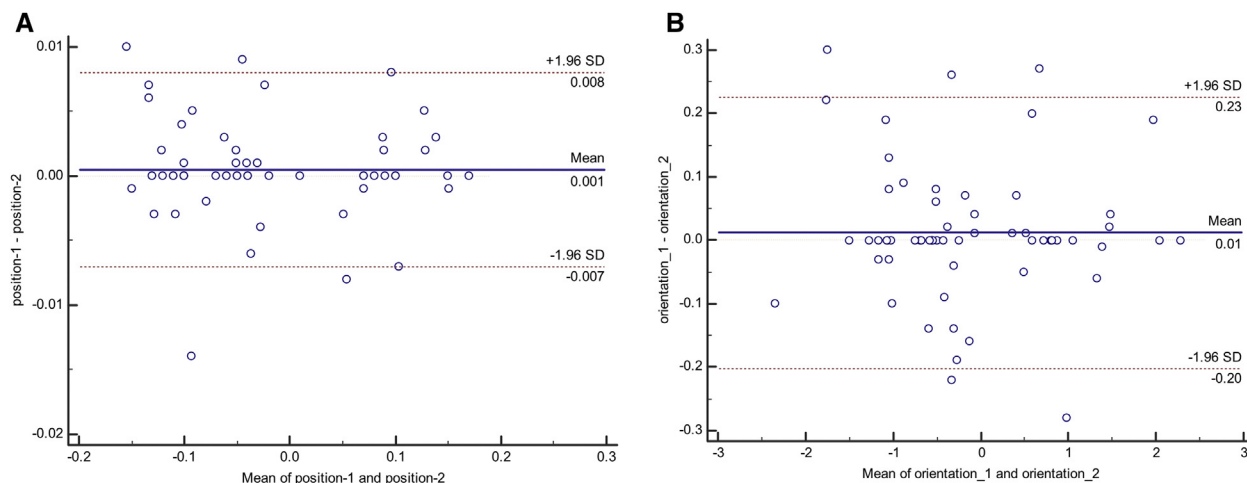 A
0.01
0.00
-0.01
-0.02
position-1 - position-2
+1.96 SD
0.008
Mean
0.001
-1.96 SD
-0.007
-0.2 -0.1 0.0 0.1 0.2 0.3
Mean of position-1 and position-2
B
0.3
0.2
0.1
0.0
-0.1
-0.2
-0.3
orientation_1 - orientation_2
+1.96 SD
0.23
Mean
0.01
-1.96 SD
-0.20
-3 -2 -1 0 1 2 3
Mean of orientation_1 and orientation_2